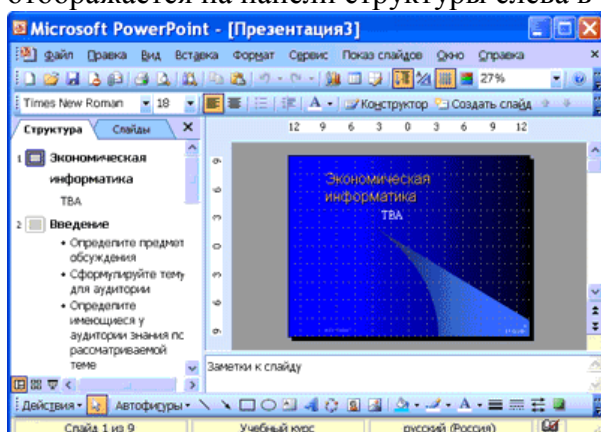 отображается на панели структуры слева в
Microsoft PowerPoint - [Презентация3]
Файл Правка Вид Вставка Формат Сервис Показ слайдов Окно Справка
27%
Times New Roman 18 Конструктор Создать слайд
Структура Слайды
12 9 6 3 0 3 6 9 12
1 Экономическая
информатика
ТВА
2 Введение
• Определите предмет
обсуждения
• Сформулируйте тему
для аудитории
• Определите
имеющиеся у
аудитории знания по
рассматриваемой
теме
Экономическая
информатика
ТВА
Заметки к слайду
Действия Автофигуры
Слайд 1 из 9 Учебный курс русский (Россия)